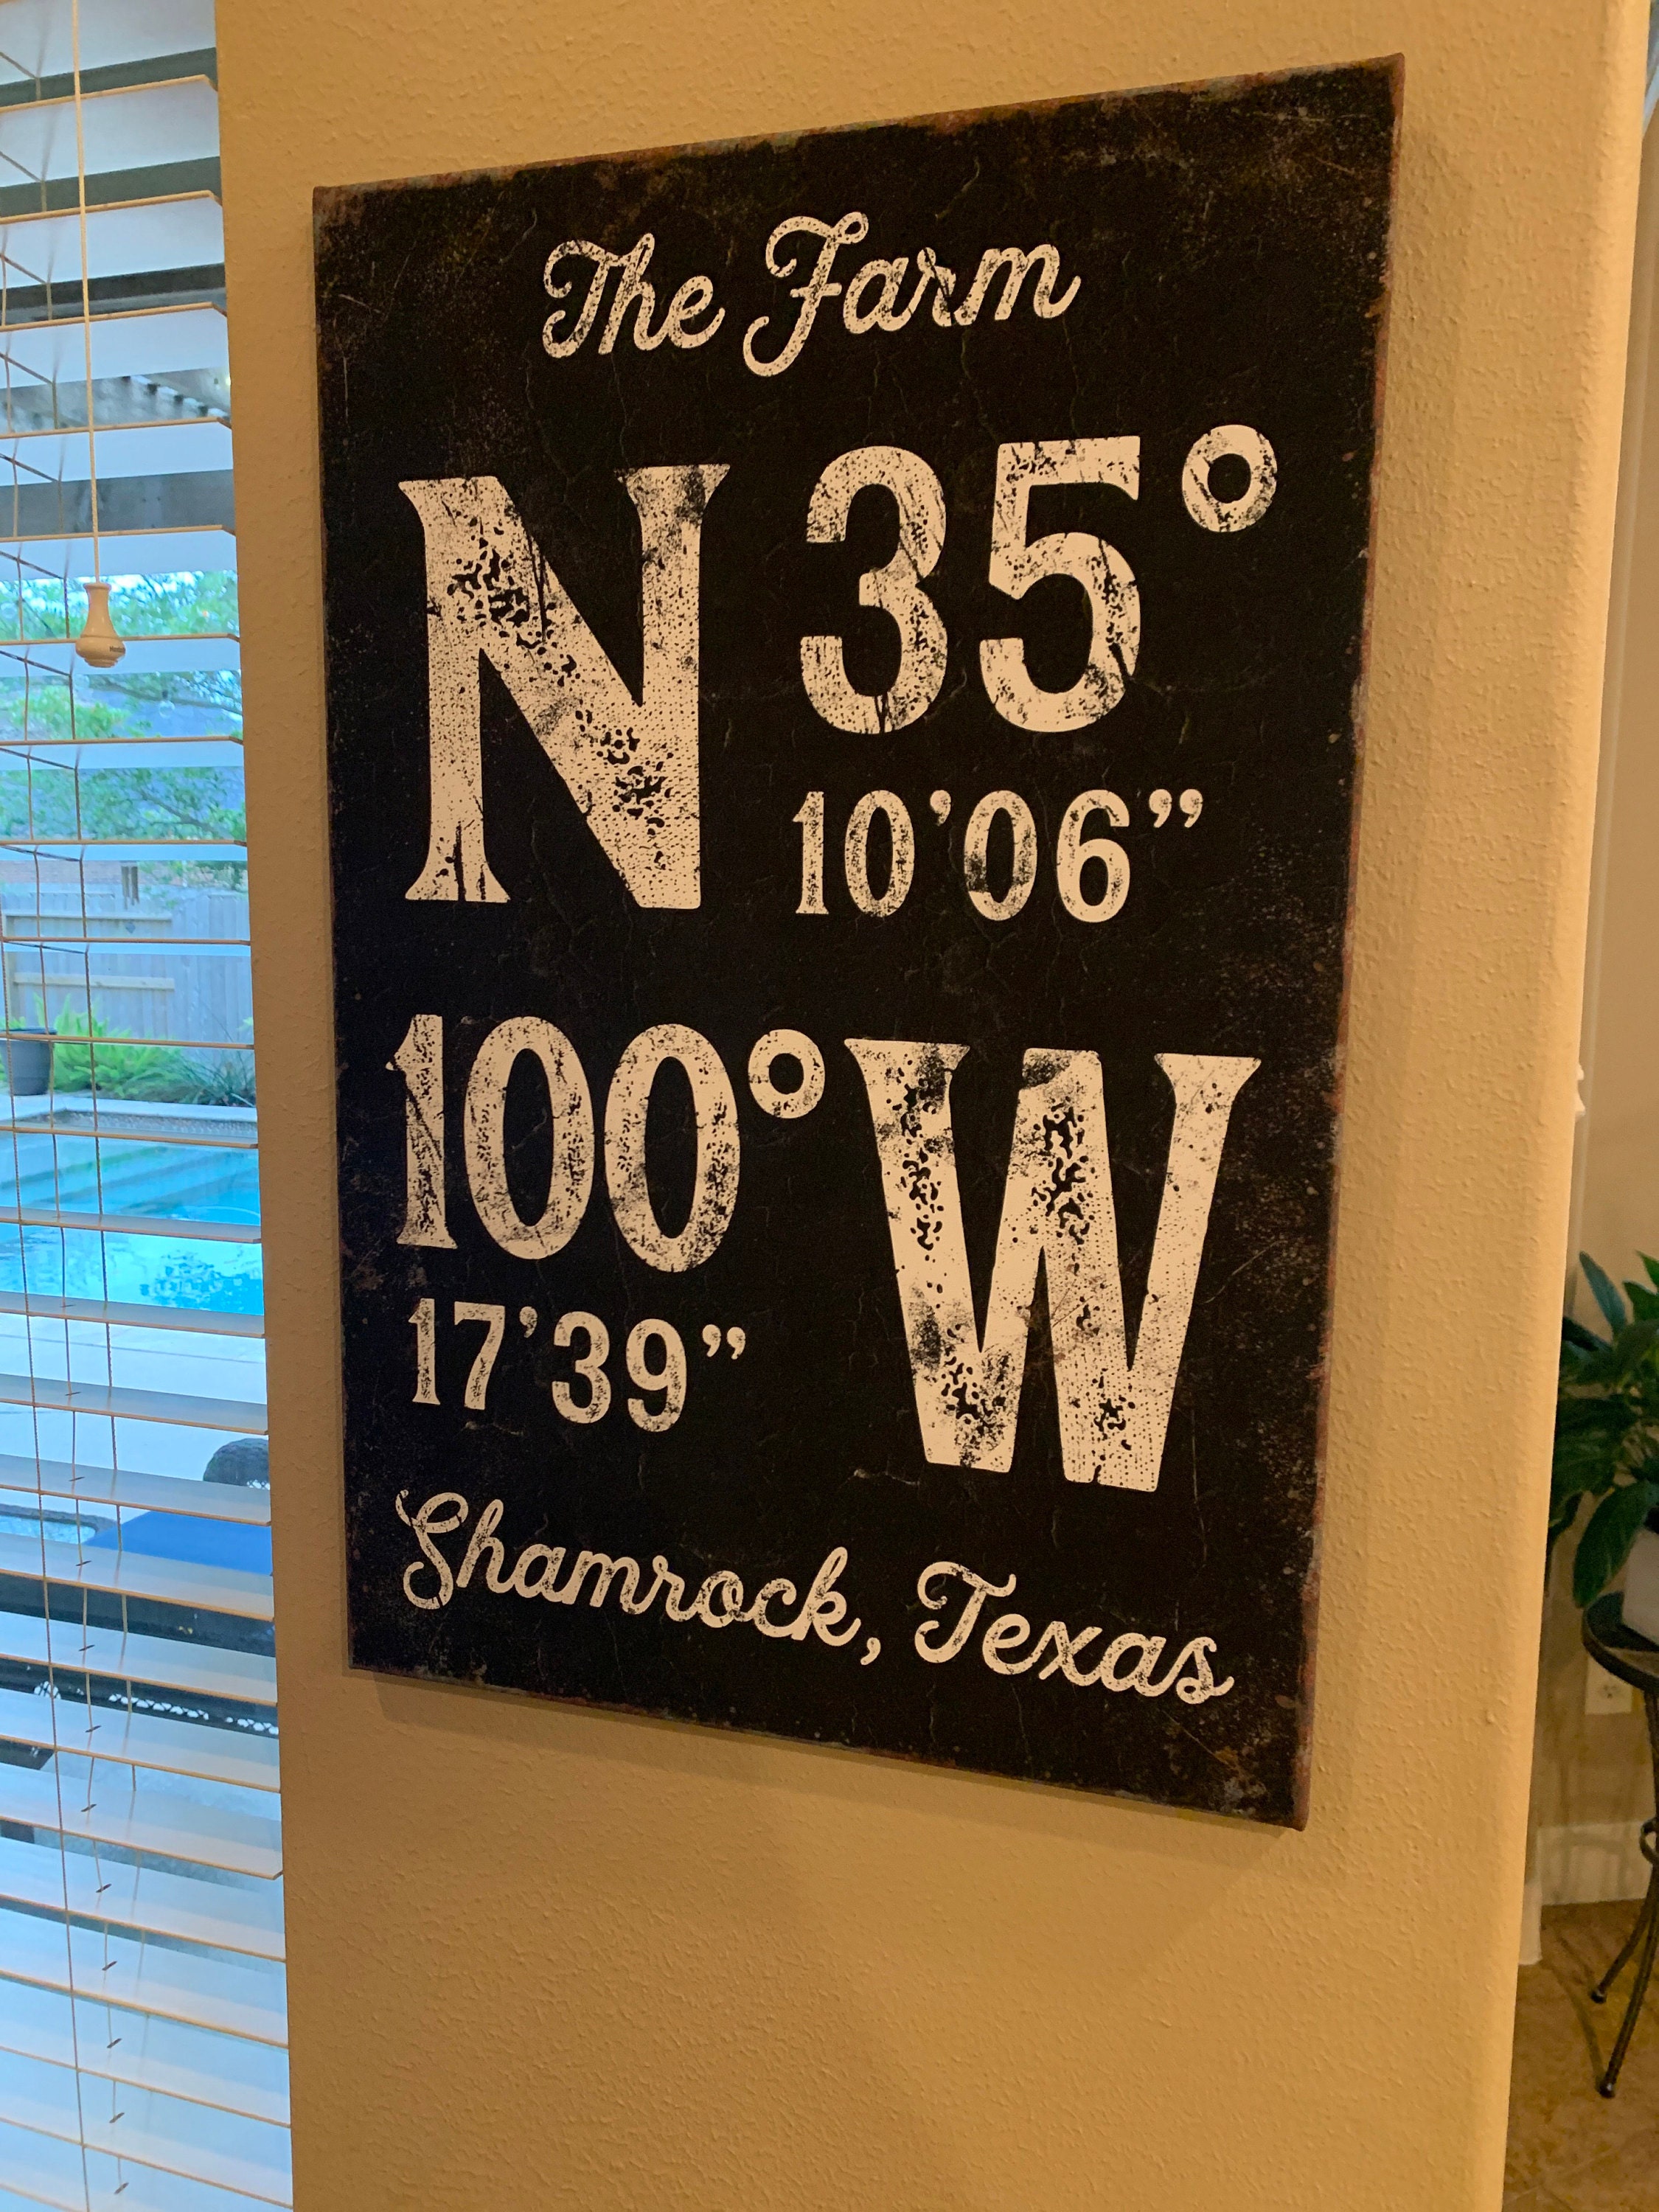 The Farm
N 35°
10’06”
100° W
17’39”
Shamrock, Texas